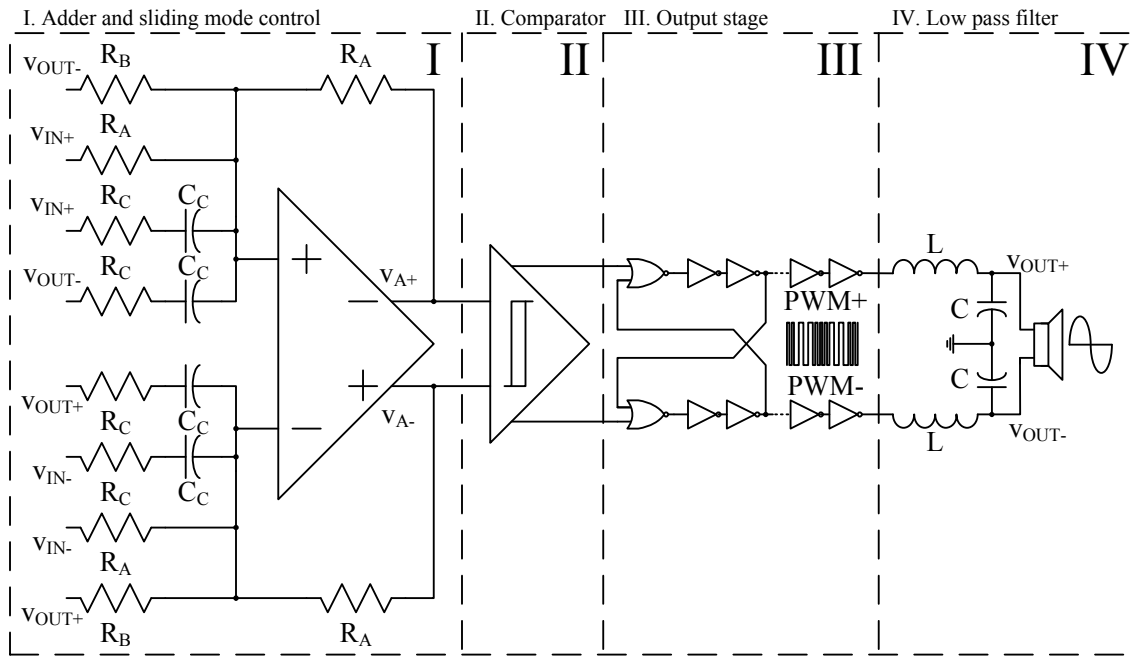 I. Adder and sliding mode control
II. Comparator
III. Output stage
IV. Low pass filter
I
II
III
IV
vOUT-
RB
RA
vIN+
RA
vIN+
RC
CC
vOUT-
RC
CC
+
−
vA+
L
vOUT+
C
PWM+
PWM-
C
L
vOUT-
vOUT+
RC
CC
−
+
vA-
vIN-
RC
CC
vIN-
RA
vOUT+
RB
RA